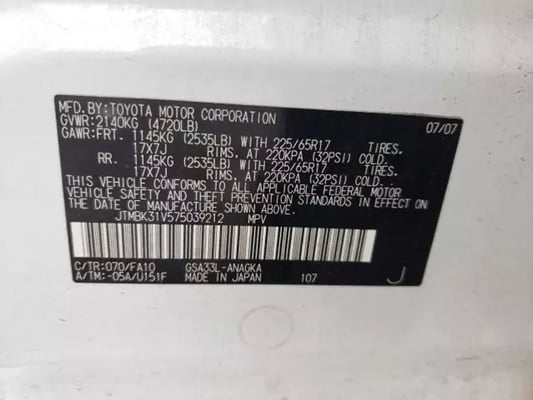 MFD.BY:TOYOTA MOTOR CORPORATION 07/07
GVWR:2140KG (4720LB)
GAWR:FRT. 1145KG (2535LB) WITH 225/65R17
17X7J RIMS. AT 220KPA (32PSI) COLD.
RR. 1145KG (2535LB) WITH 225/65R17
17X7J RIMS. AT 220KPA (32PSI) COLD.
THIS VEHICLE CONFORMS TO ALL APPLICABLE FEDERAL MOTOR
VEHICLE SAFETY AND THEFT PREVENTION STANDARDS IN EFFECT ON
THE DATE OF MANUFACTURE SHOWN ABOVE.
JTMBK31V575039212 MPV
C/TR:070/FA10 GSA33L-ANAGKA
A/TM:-05A/U151F MADE IN JAPAN 107 J